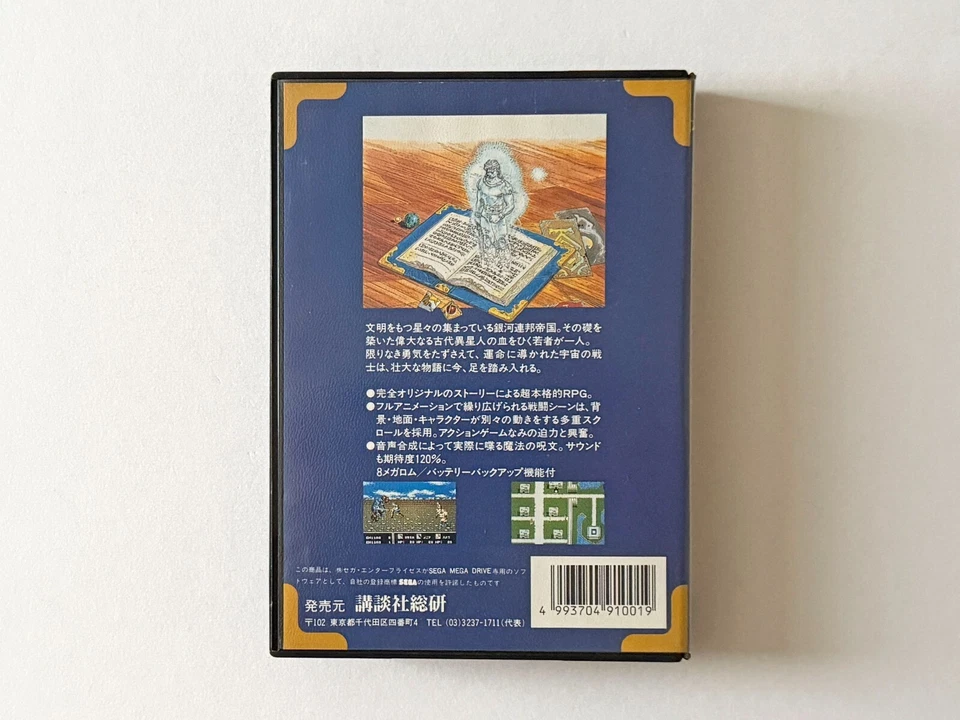 文明をもつ星々の集まっている銀河連邦帝国。その礎を
築いた偉大なる古代異星人の血をひく若者が一人。
限りなき勇気をたずさえて、運命に導かれた宇宙の戦
士は、壮大な物語に今、足を踏み入れる。
●完全オリジナルのストーリーによる超本格的RPG。
●フルアニメーションで繰り広げられる戦闘シーンは、背
景・地面・キャラクターが別々の動きをする多重スク
ロールを採用。アクションゲームなみの迫力と興奮。
●音声合成によって実際に喋る魔法の呪文。サウンド
も期待度120%。
8メガロム/バッテリーバックアップ機能付
この商品は、㈱セガ・エンタープライゼスがSEGA MEGA DRIVE専用のソフ
トウェアとして、自社の登録商標SEGAの使用を許諾したものです
発売元 講談社総研
〒102 東京都千代田区四番町4 TEL (03)3237-1711(代表)
4 993704 910019